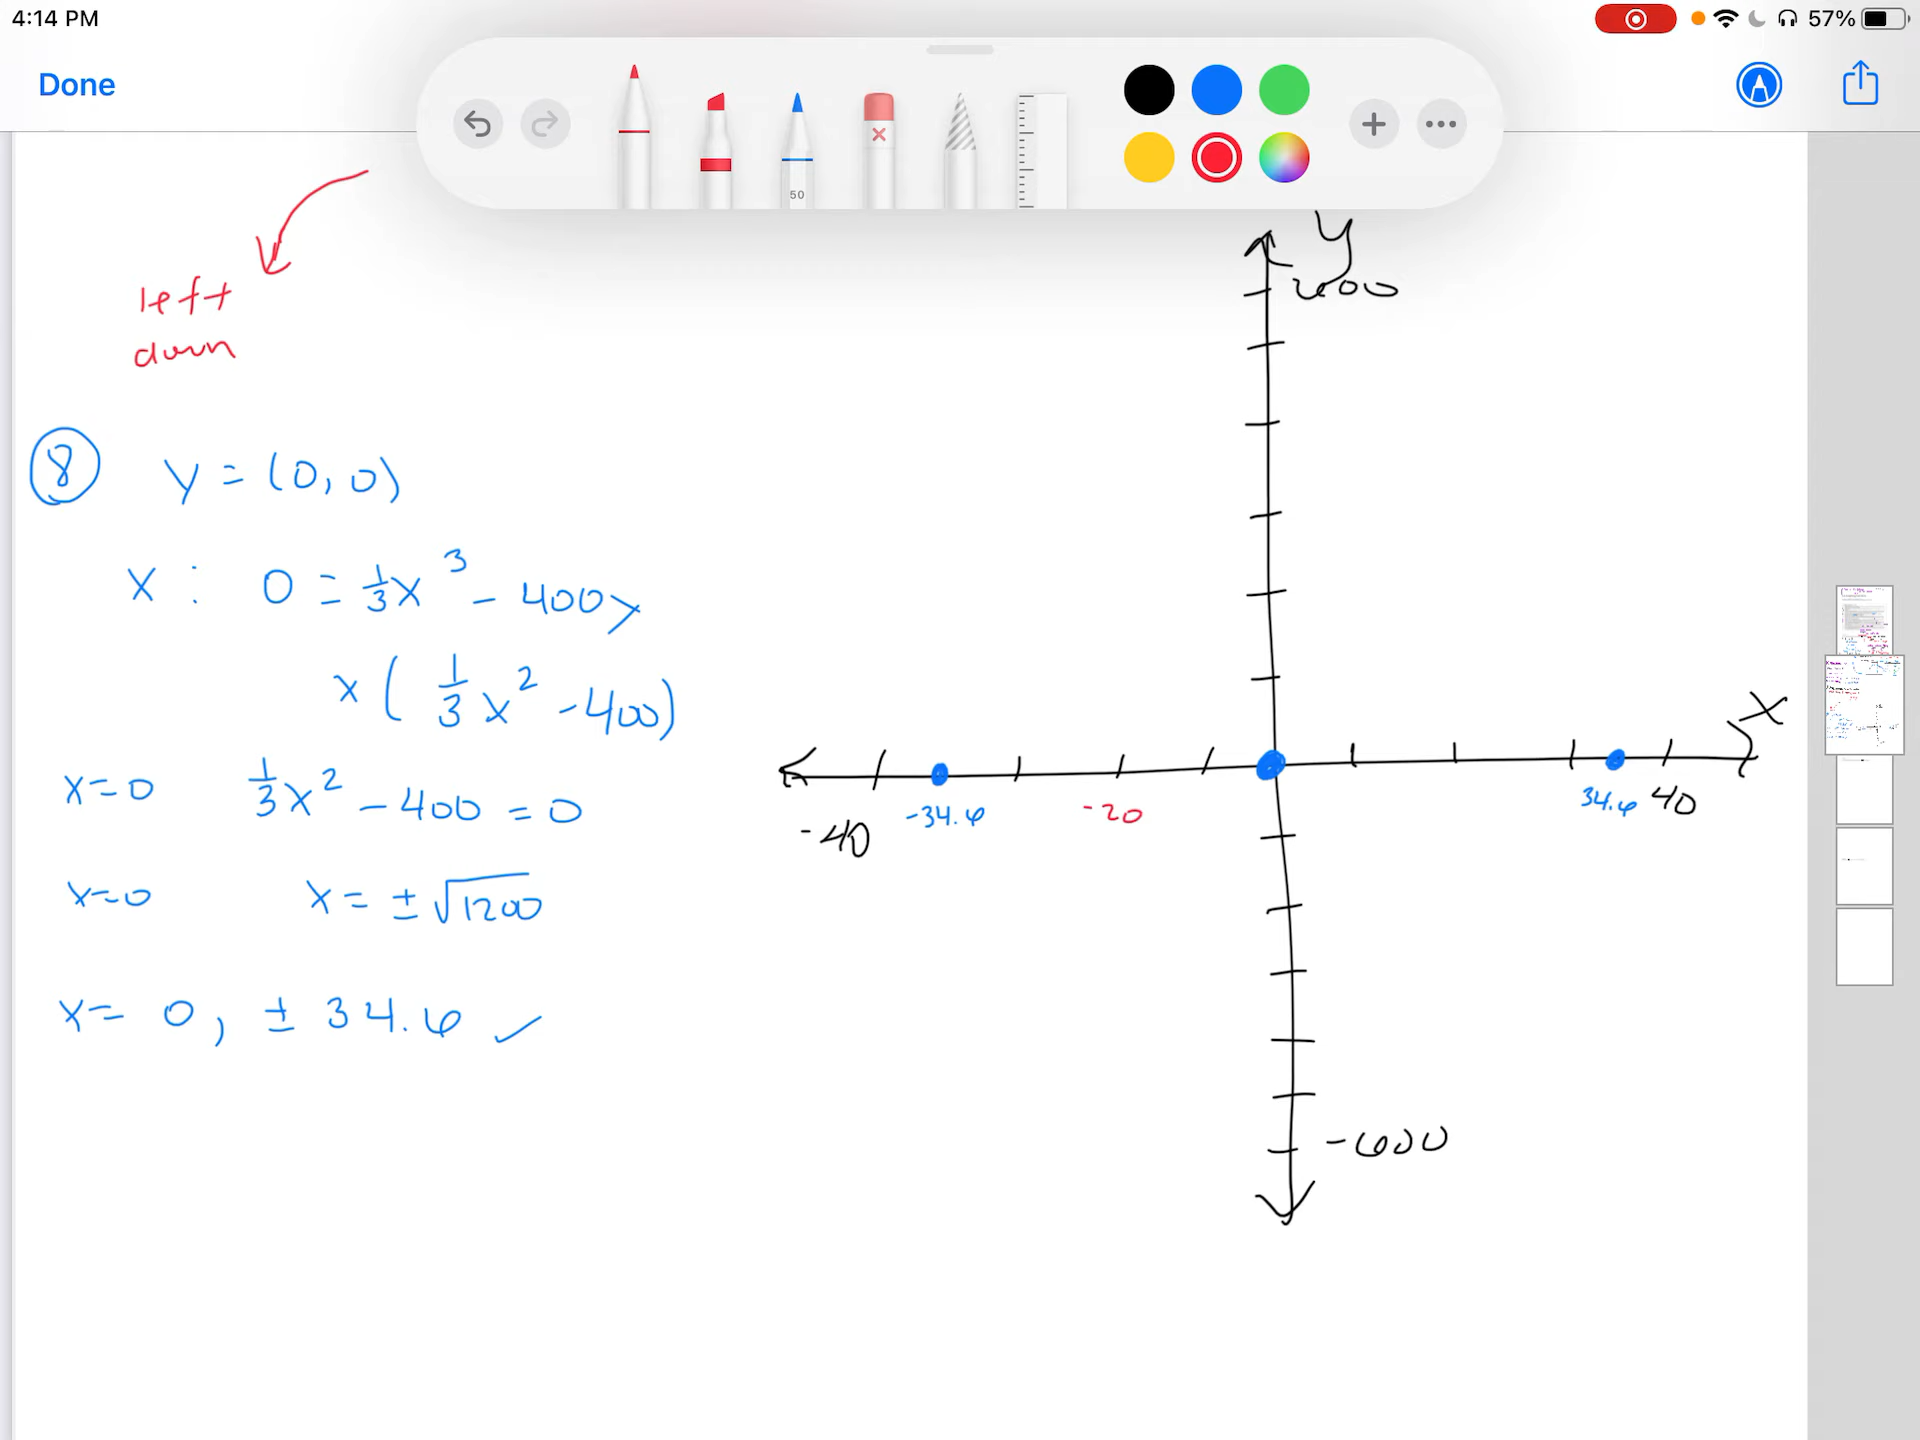 4:14 PM
57%
Done
50
left
down
8 y = (0, 0)
x : 0 = 1/3 x³ - 400x
x ( 1/3 x² - 400)
x=0 1/3 x² - 400 = 0
x=0 x = ± √1200
x= 0, ± 34.6 ✓
y
x
-40 -34.6 -20 34.6 40
-600